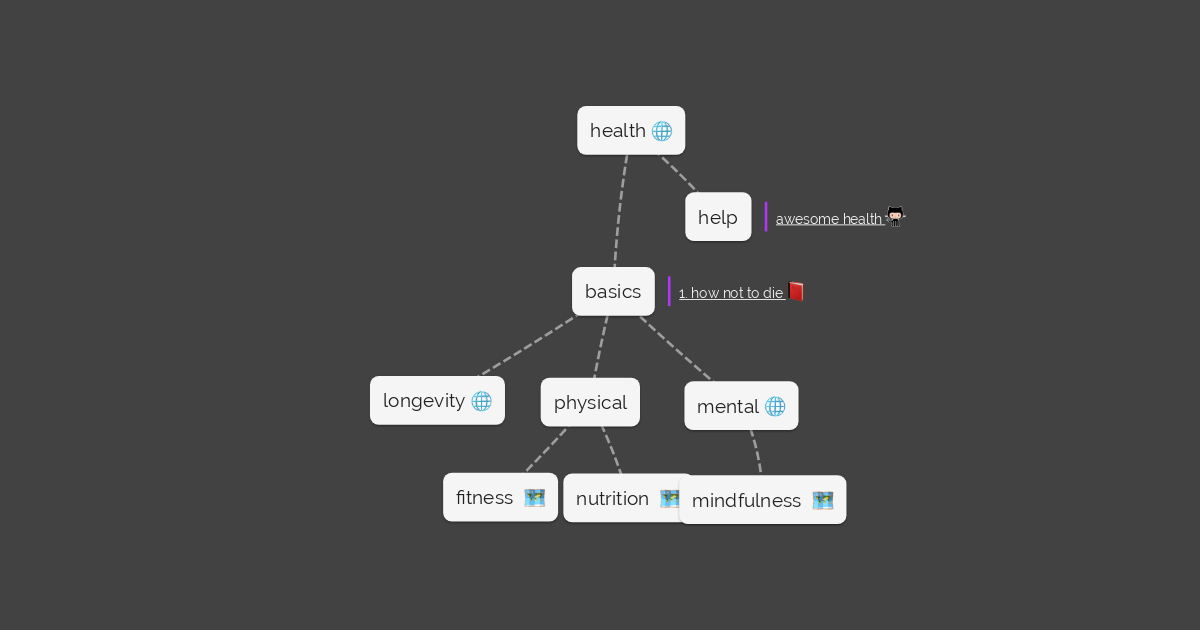 health
help
awesome health
basics
1. how not to die
longevity
physical
mental
fitness
nutrition
mindfulness